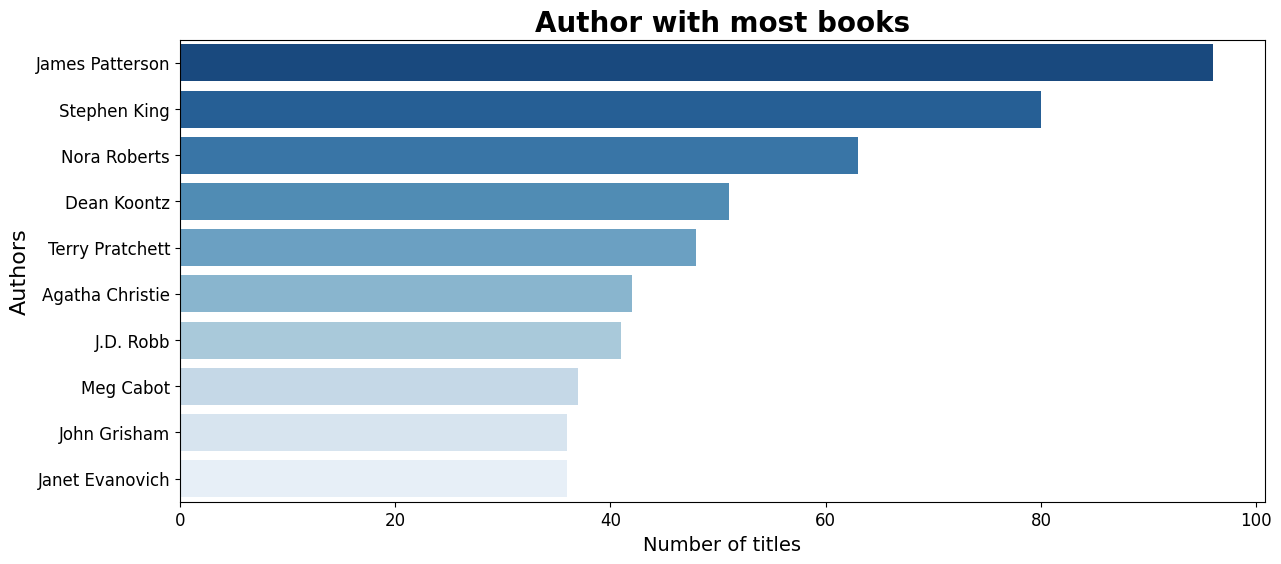 Author with most books
James Patterson
Stephen King
Nora Roberts
Dean Koontz
Terry Pratchett
Agatha Christie
J.D. Robb
Meg Cabot
John Grisham
Janet Evanovich
Authors
0 20 40 60 80 100
Number of titles